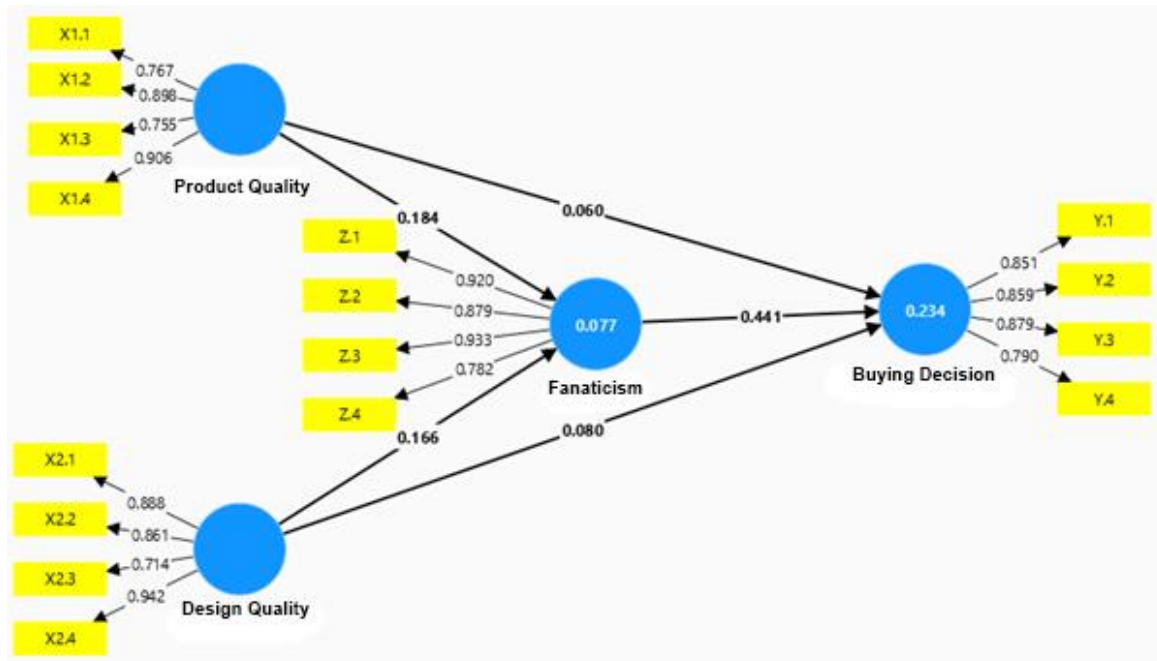 X1.1
0.767
X1.2
0.898
X1.3
0.755
0.906
X1.4
Product Quality
0.184
0.060
Z.1
0.920
Z.2
0.879
Z.3
0.933
0.782
Z.4
0.077
Fanaticism
0.441
0.234
Buying Decision
Y.1
0.851
Y.2
0.859
0.879
Y.3
0.790
Y.4
0.166
0.080
X2.1
0.888
X2.2
0.861
0.714
X2.3
0.942
X2.4
Design Quality